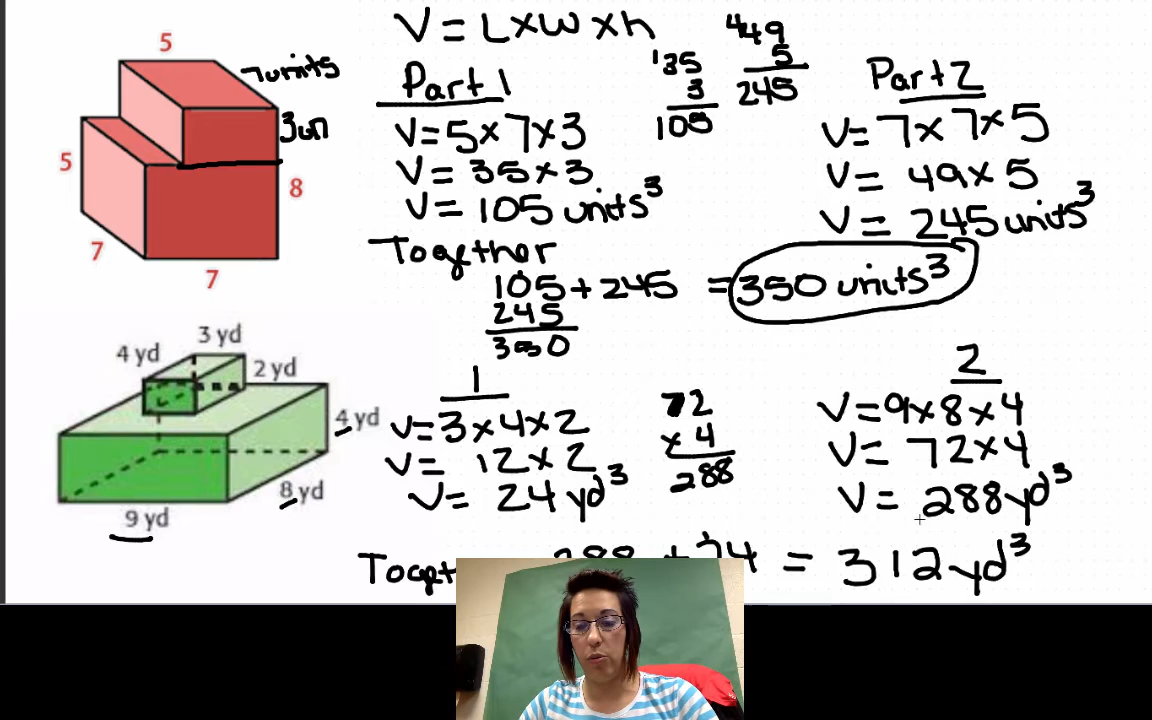 V = L x w x h
5
7 units
3 un
5
8
7
7
Part 1
V = 5 x 7 x 3
V = 35 x 3
V = 105 units³
135
3
105
449
5
245
Part 2
V = 7 x 7 x 5
V = 49 x 5
V = 245 units³
Together
105 + 245 = 350 units³
245
350
3 yd
4 yd
2 yd
4 yd
8 yd
9 yd
1
V = 3 x 4 x 2
V = 12 x 2
V = 24 yd³
72
x 4
288
2
V = 9 x 8 x 4
V = 72 x 4
V = 288 yd³
288 + 24 = 312 yd³